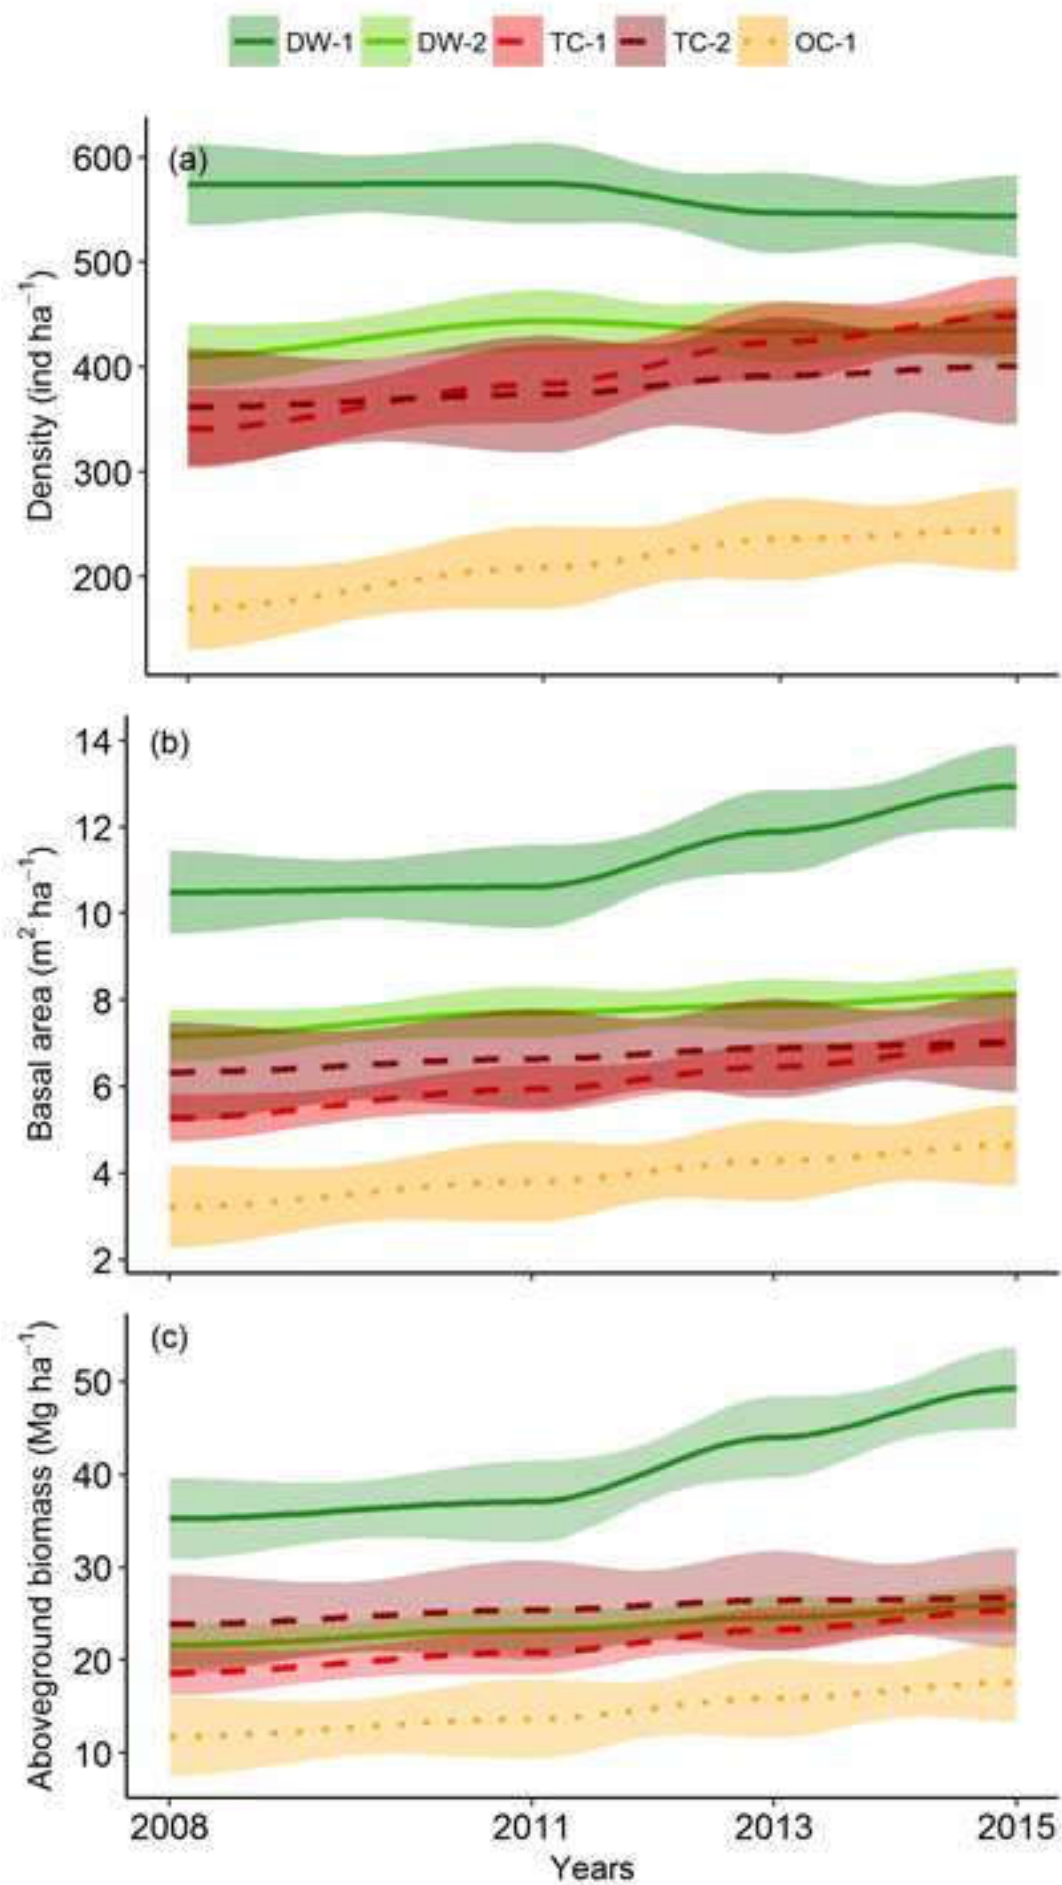 DW-1 DW-2 TC-1 TC-2 OC-1
(a)
600
500
400
300
200
Density (ind ha⁻¹)
(b)
14
12
10
8
6
4
2
Basal area (m² ha⁻¹)
(c)
50
40
30
20
10
Aboveground biomass (Mg ha⁻¹)
2008 2011 2013 2015
Years